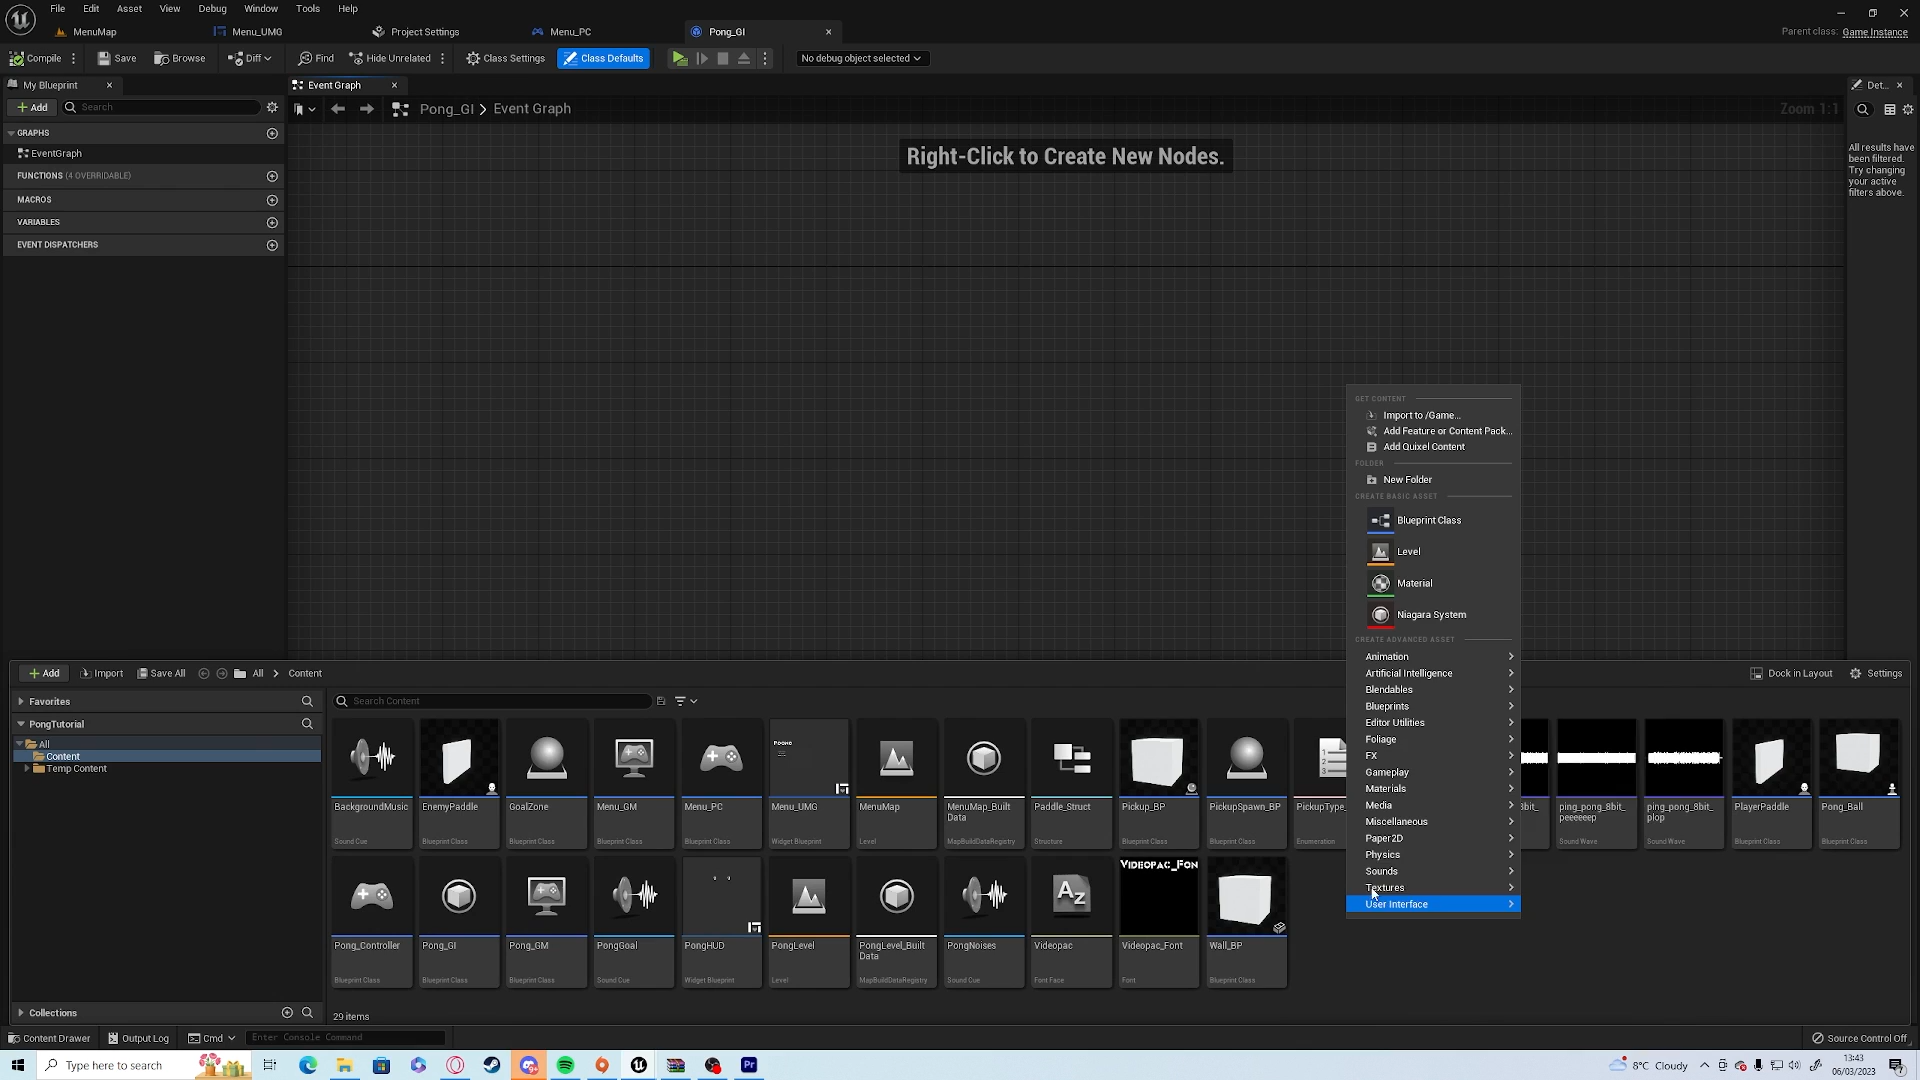 File Edit Asset View Debug Window Tools Help
MenuMap Menu_UMG Project Settings Menu_PC Pong_GI
Parent class: Game Instance
Compile Save Browse Diff Find Hide Unrelated Class Settings Class Defaults No debug object selected
My Blueprint Event Graph Det...
Add Search Pong_GI > Event Graph Zoom 1:1
GRAPHS
EventGraph
FUNCTIONS (4 OVERRIDABLE)
MACROS
VARIABLES
EVENT DISPATCHERS
Right-Click to Create New Nodes.
All results have
been filtered.
Try changing
your active
filters above.
GET CONTENT
Import to /Game...
Add Feature or Content Pack...
Add Quixel Content
FOLDER
New Folder
CREATE BASIC ASSET
Blueprint Class
Level
Material
Niagara System
CREATE ADVANCED ASSET
Animation
Artificial Intelligence
Blendables
Blueprints
Editor Utilities
Foliage
FX
Gameplay
Materials
Media
Miscellaneous
Paper2D
Physics
Sounds
Textures
User Interface
Add Import Save All All > Content Dock in Layout Settings
Favorites Search Content
PongTutorial
All
Content
Temp Content
Collections
BackgroundMusic EnemyPaddle GoalZone Menu_GM Menu_PC Menu_UMG MenuMap MenuMap_Built Paddle_Struct Pickup_BP PickupSpawn_BP PickupType_ 8bit_ ping_pong_8bit_ ping_pong_8bit_ PlayerPaddle Pong_Ball
Data peeeeeep plop
Sound Cue Blueprint Class Blueprint Class Blueprint Class Blueprint Class Widget Blueprint Level MapBuildDataRegistry Structure Blueprint Class Blueprint Class Enumeration Sound Wave Sound Wave Blueprint Class Blueprint Class
VIDEOPAC_FONT
Pong_Controller Pong_GI Pong_GM PongGoal PongHUD PongLevel PongLevel_Built PongNoises Videopac Videopac_Font Wall_BP
Data
Blueprint Class Blueprint Class Blueprint Class Sound Cue Widget Blueprint Level MapBuildDataRegistry Sound Cue Font Face Font Blueprint Class
29 items
Content Drawer Output Log Cmd Enter Console Command Source Control Off
Type here to search 8°C Cloudy 13:43
06/03/2023